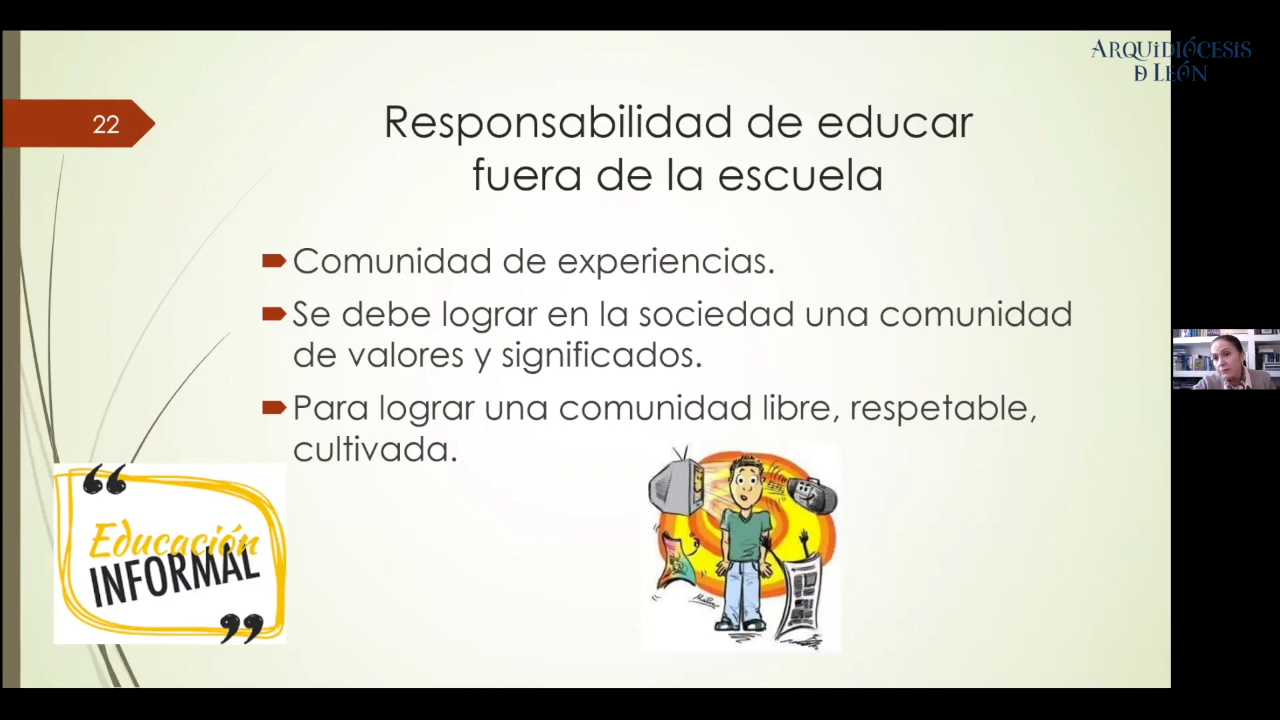 ARQUiDIÓCESiS
D LEÓN
22
Responsabilidad de educar
fuera de la escuela
Comunidad de experiencias.
Se debe lograr en la sociedad una comunidad
de valores y significados.
Para lograr una comunidad libre, respetable,
cultivada.
Educación
INFORMAL